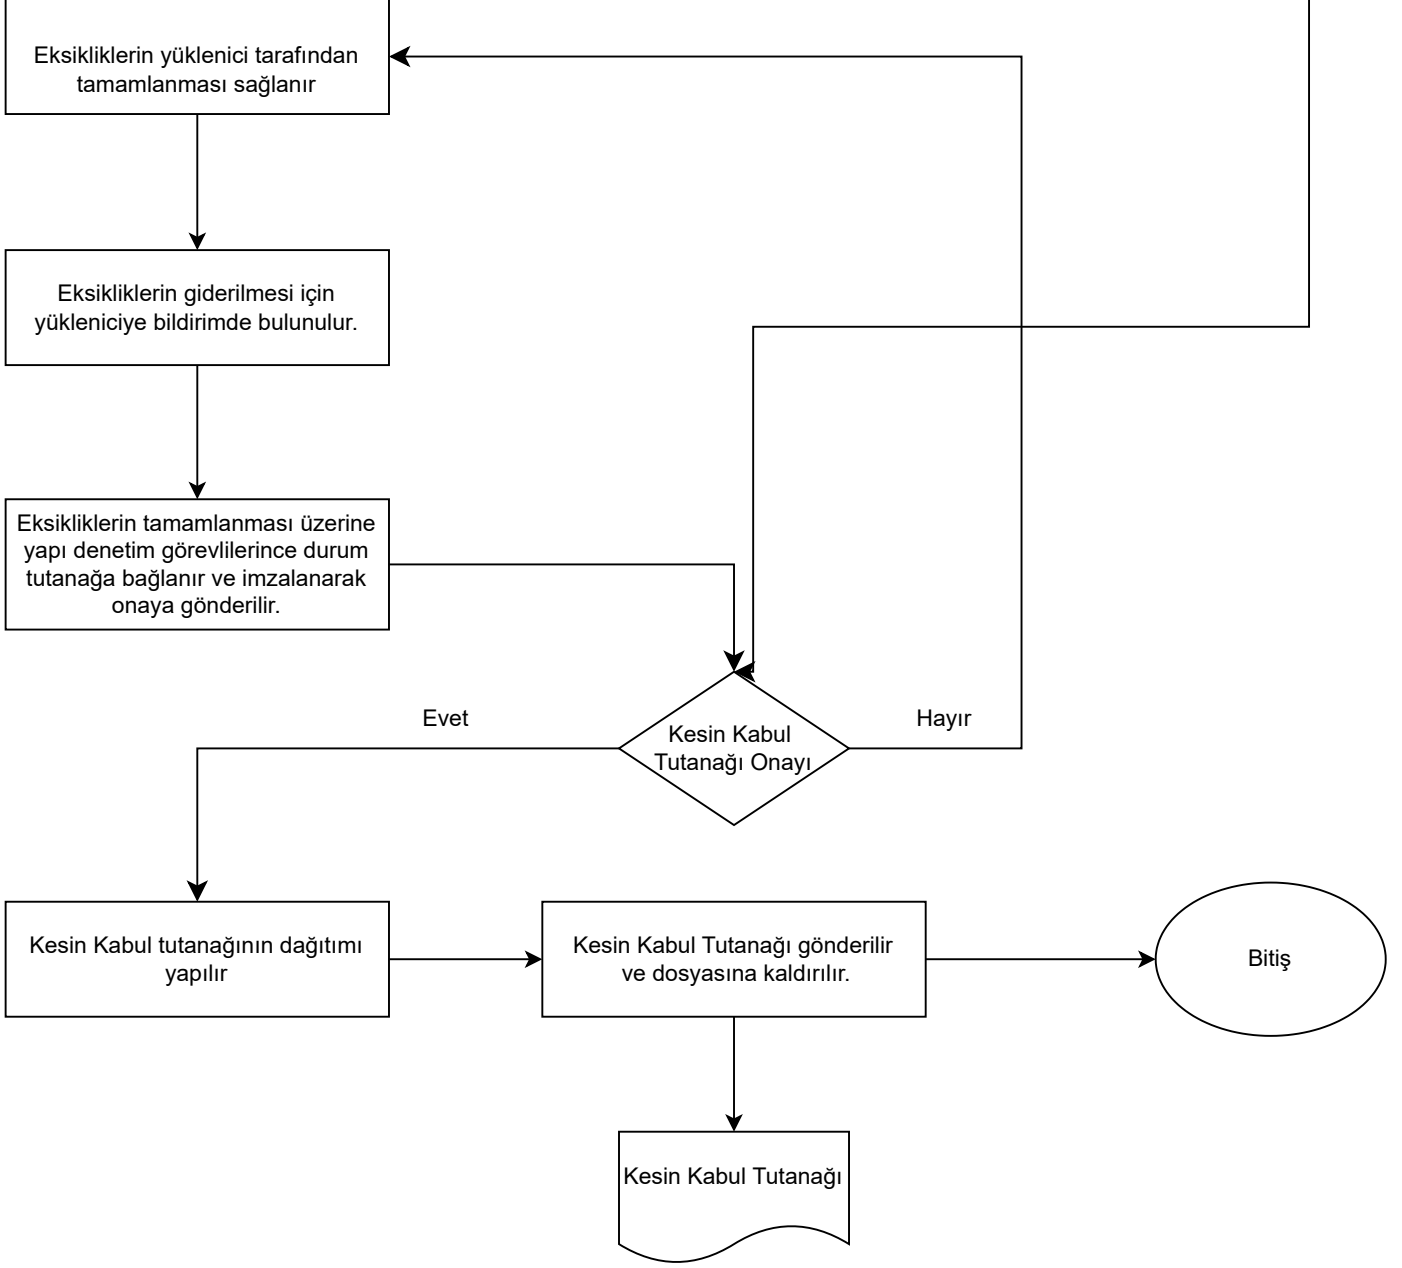 Eksikliklerin yüklenici tarafından
tamamlanması sağlanır
Eksikliklerin giderilmesi için
yükleniciye bildirimde bulunulur.
Eksikliklerin tamamlanması üzerine
yapı denetim görevlilerince durum
tutanağa bağlanır ve imzalanarak
onaya gönderilir.
Evet
Kesin Kabul
Tutanağı Onayı
Hayır
Kesin Kabul tutanağının dağıtımı
yapılır
Kesin Kabul Tutanağı gönderilir
ve dosyasına kaldırılır.
Bitiş
Kesin Kabul Tutanağı